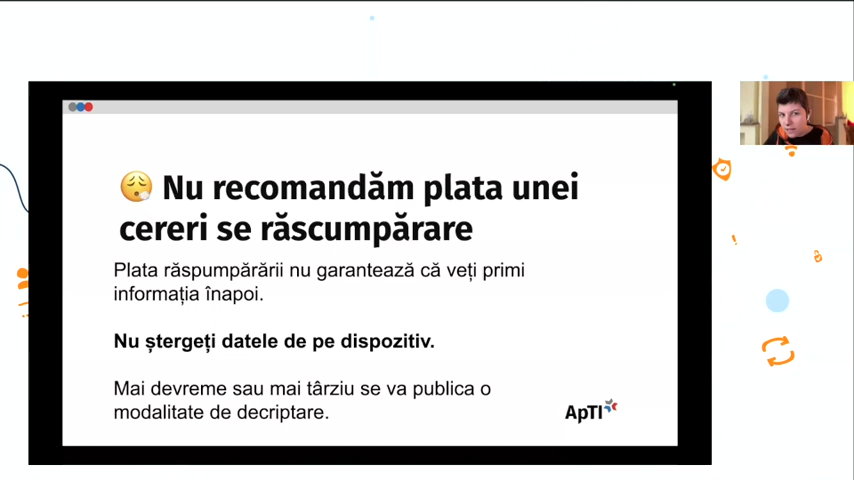 Nu recomandăm plata unei
cereri se răscumpărare
Plata răspumpărării nu garantează că veți primi
informația înapoi.
Nu ștergeți datele de pe dispozitiv.
Mai devreme sau mai târziu se va publica o
modalitate de decriptare.
ApTI